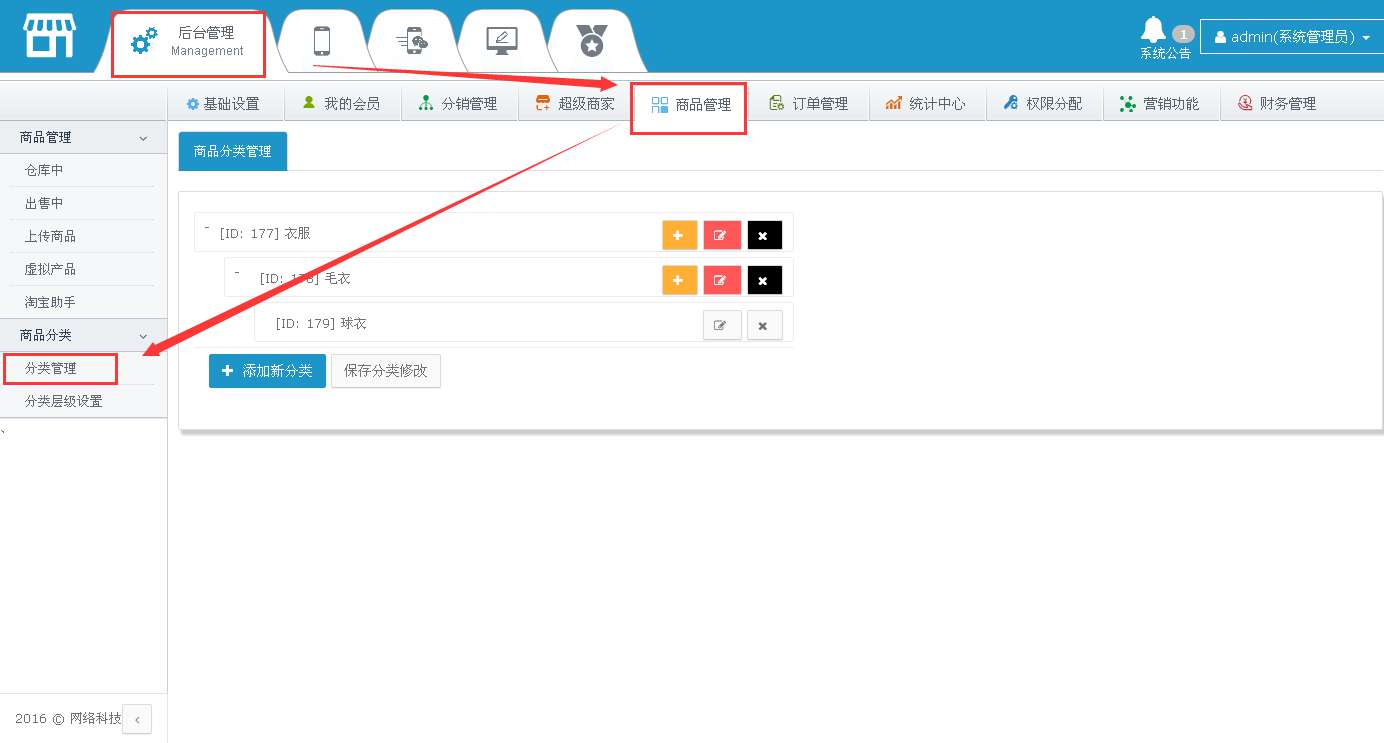 后台管理
Management
1
系统公告
admin(系统管理员)
基础设置
我的会员
分销管理
超级商家
商品管理
订单管理
统计中心
权限分配
营销功能
财务管理
商品管理
仓库中
出售中
上传商品
虚拟产品
淘宝助手
商品分类
分类管理
分类层级设置
、
商品分类管理
- [ID: 177] 衣服
- [ID: 178] 毛衣
[ID: 179] 球衣
添加新分类
保存分类修改
2016 © 网络科技